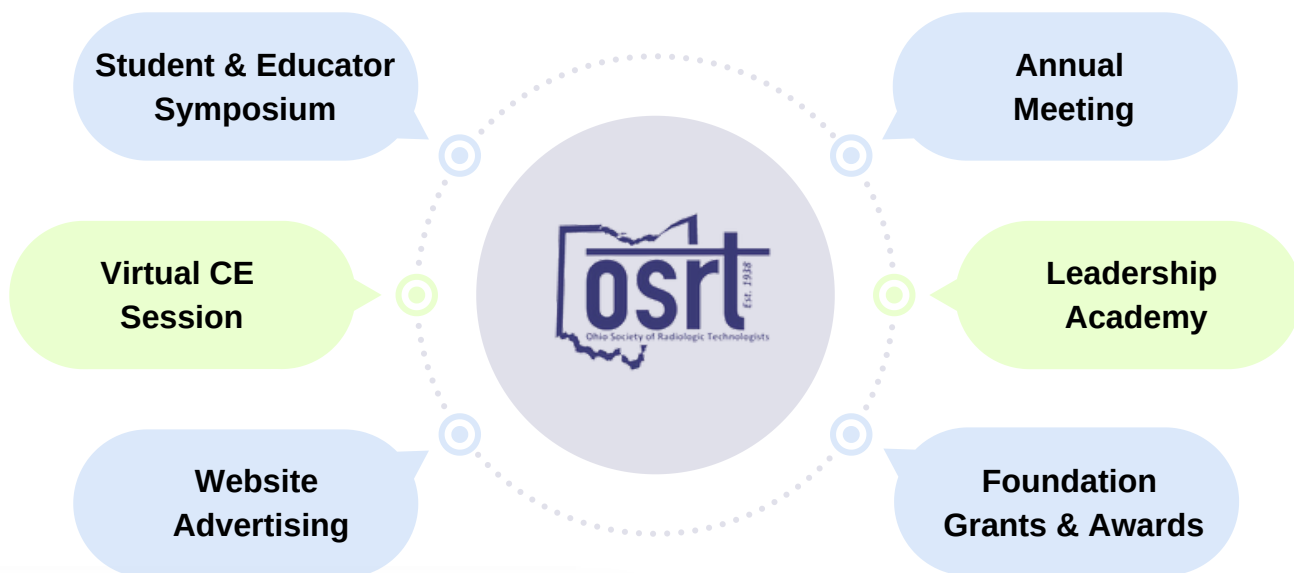 Student & Educator
Symposium
Annual
Meeting
Virtual CE
Session
osrt
Est. 1938
Ohio Society of Radiologic Technologists
Leadership
Academy
Website
Advertising
Foundation
Grants & Awards